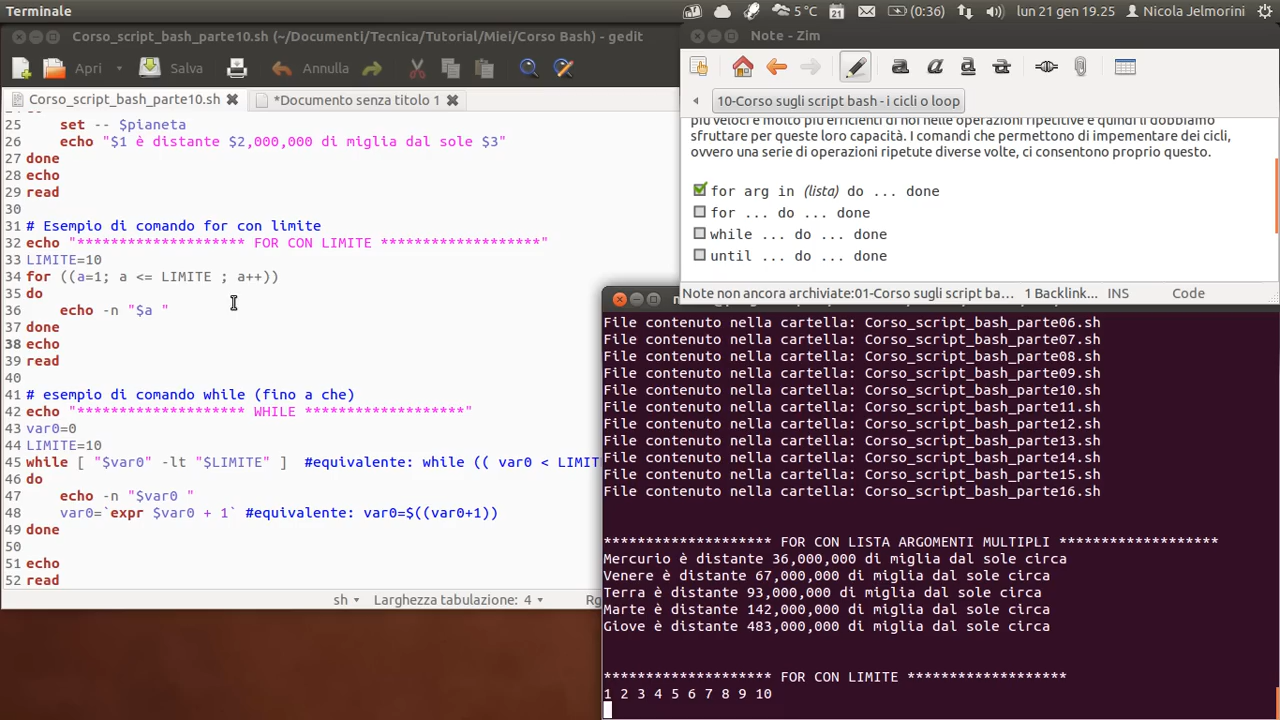 Terminale
5 °C
21
(0:36)
lun 21 gen 19.25
Nicola Jelmorini
Corso_script_bash_parte10.sh (~/Documenti/Tecnica/Tutorial/Miei/Corso Bash) - gedit
Apri
Salva
Annulla
Corso_script_bash_parte10.sh
*Documento senza titolo 1
25 set -- $pianeta
26 echo "$1 è distante $2,000,000 di miglia dal sole $3"
27 done
28 echo
29 read
30
31 # Esempio di comando for con limite
32 echo "******************** FOR CON LIMITE *******************"
33 LIMITE=10
34 for ((a=1; a <= LIMITE ; a++))
35 do
36 echo -n "$a "
37 done
38 echo
39 read
40
41 # esempio di comando while (fino a che)
42 echo "******************** WHILE *******************"
43 var0=0
44 LIMITE=10
45 while [ "$var0" -lt "$LIMITE" ] #equivalente: while (( var0 < LIMIT
46 do
47 echo -n "$var0 "
48 var0=`expr $var0 + 1` #equivalente: var0=$((var0+1))
49 done
50
51 echo
52 read
sh
Larghezza tabulazione: 4
Note - Zim
10-Corso sugli script bash - i cicli o loop
più veloci e molto più efficienti di noi nelle operazioni ripetitive e quindi li dobbiamo
sfruttare per queste loro capacità. I comandi che permettono di impementare dei cicli,
ovvero una serie di operazioni ripetute diverse volte, ci consentono proprio questo.
for arg in (lista) do ... done
for ... do ... done
while ... do ... done
until ... do ... done
Note non ancora archiviate:01-Corso sugli script ba...
1 Backlink...
INS
Code
File contenuto nella cartella: Corso_script_bash_parte06.sh
File contenuto nella cartella: Corso_script_bash_parte07.sh
File contenuto nella cartella: Corso_script_bash_parte08.sh
File contenuto nella cartella: Corso_script_bash_parte09.sh
File contenuto nella cartella: Corso_script_bash_parte10.sh
File contenuto nella cartella: Corso_script_bash_parte11.sh
File contenuto nella cartella: Corso_script_bash_parte12.sh
File contenuto nella cartella: Corso_script_bash_parte13.sh
File contenuto nella cartella: Corso_script_bash_parte14.sh
File contenuto nella cartella: Corso_script_bash_parte15.sh
File contenuto nella cartella: Corso_script_bash_parte16.sh
******************** FOR CON LISTA ARGOMENTI MULTIPLI *******************
Mercurio è distante 36,000,000 di miglia dal sole circa
Venere è distante 67,000,000 di miglia dal sole circa
Terra è distante 93,000,000 di miglia dal sole circa
Marte è distante 142,000,000 di miglia dal sole circa
Giove è distante 483,000,000 di miglia dal sole circa
******************** FOR CON LIMITE *******************
1 2 3 4 5 6 7 8 9 10